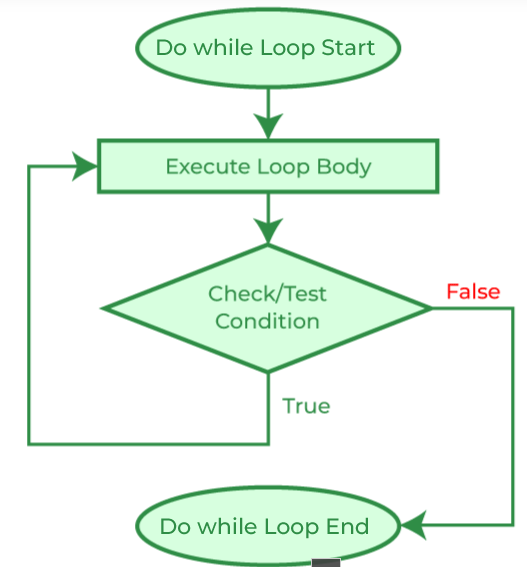 Do while Loop Start
Execute Loop Body
Check/Test
Condition
False
True
Do while Loop End